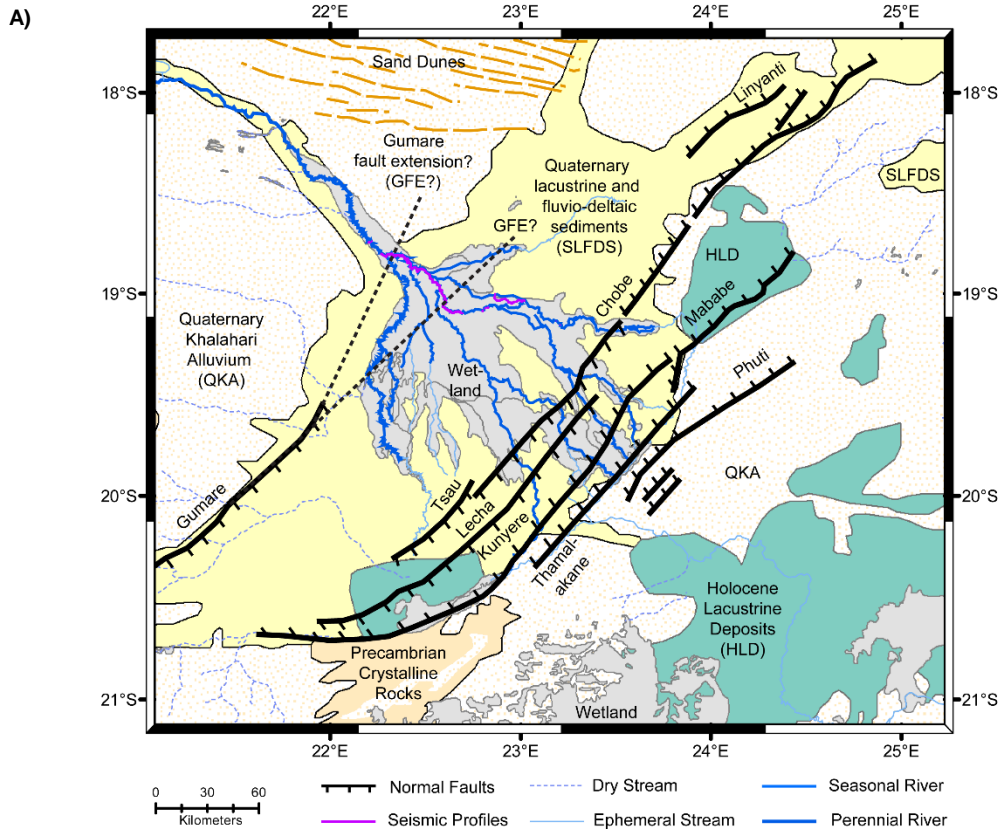 A)
22°E
23°E
24°E
25°E
Sand Dunes
Linyanti
18°S
18°S
Gumare
fault extension?
(GFE?)
Quaternary
lacustrine and
fluvio-deltaic
sediments
(SLFDS)
SLFDS
GFE?
HLD
19°S
19°S
Chobe
Mababe
Quaternary
Khalahari
Alluvium
(QKA)
Wet-
land
Phuti
QKA
20°S
20°S
Gumare
Tsau
Lecha
Kunyere
Thamal-
akane
Holocene
Lacustrine
Deposits
(HLD)
Precambrian
Crystalline
Rocks
21°S
21°S
Wetland
22°E
23°E
24°E
25°E
0 30 60
Kilometers
Normal Faults
Dry Stream
Seasonal River
Seismic Profiles
Ephemeral Stream
Perennial River